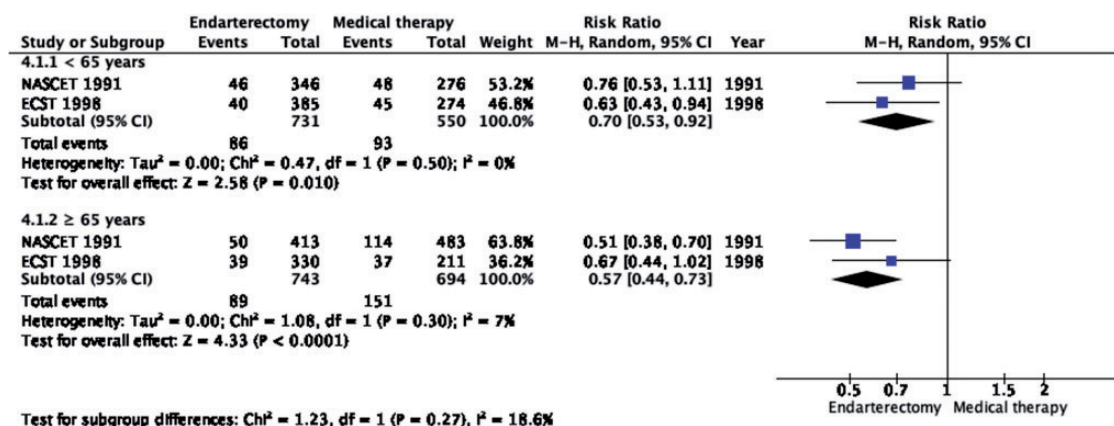 Endarterectomy Medical therapy Risk Ratio Risk Ratio
Study or Subgroup Events Total Events Total Weight M-H, Random, 95% CI Year M-H, Random, 95% CI
4.1.1 < 65 years
NASCET 1991 46 346 48 276 53.2% 0.76 [0.53, 1.11] 1991
ECST 1998 40 385 45 274 46.8% 0.63 [0.43, 0.94] 1998
Subtotal (95% CI) 731 550 100.0% 0.70 [0.53, 0.92]
Total events 86 93
Heterogeneity: Tau² = 0.00; Chi² = 0.47, df = 1 (P = 0.50); I² = 0%
Test for overall effect: Z = 2.58 (P = 0.010)
4.1.2 ≥ 65 years
NASCET 1991 50 413 114 483 63.8% 0.51 [0.38, 0.70] 1991
ECST 1998 39 330 37 211 36.2% 0.67 [0.44, 1.02] 1998
Subtotal (95% CI) 743 694 100.0% 0.57 [0.44, 0.73]
Total events 89 151
Heterogeneity: Tau² = 0.00; Chi² = 1.08, df = 1 (P = 0.30); I² = 7%
Test for overall effect: Z = 4.33 (P < 0.0001)
0.5 0.7 1 1.5 2
Endarterectomy Medical therapy
Test for subgroup differences: Chi² = 1.23, df = 1 (P = 0.27), I² = 18.6%